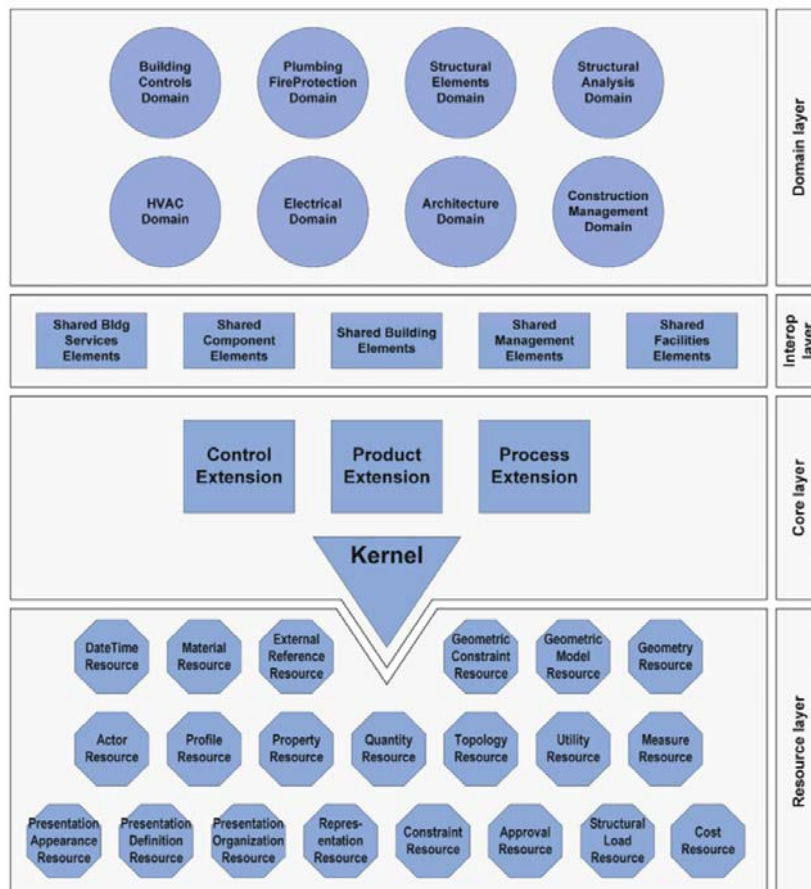 Building
Controls
Domain
Plumbing
FireProtection
Domain
Structural
Elements
Domain
Structural
Analysis
Domain
HVAC
Domain
Electrical
Domain
Architecture
Domain
Construction
Management
Domain
Domain layer
Shared Bldg
Services
Elements
Shared
Component
Elements
Shared Building
Elements
Shared
Management
Elements
Shared
Facilities
Elements
Interop
layer
Control
Extension
Product
Extension
Process
Extension
Kernel
Core layer
DateTime
Resource
Material
Resource
External
Reference
Resource
Geometric
Constraint
Resource
Geometric
Model
Resource
Geometry
Resource
Actor
Resource
Profile
Resource
Property
Resource
Quantity
Resource
Topology
Resource
Utility
Resource
Measure
Resource
Presentation
Appearance
Resource
Presentation
Definition
Resource
Presentation
Organization
Resource
Repres-
entation
Resource
Constraint
Resource
Approval
Resource
Structural
Load
Resource
Cost
Resource
Resource layer